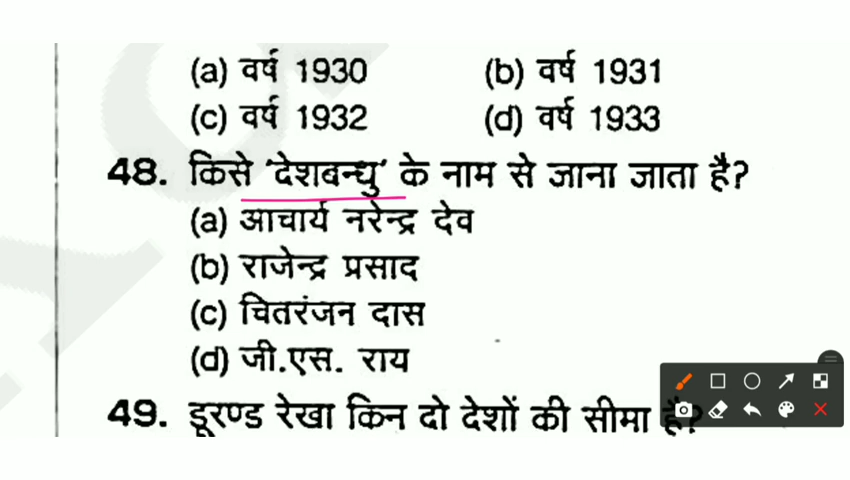 (a) वर्ष 1930 (b) वर्ष 1931
(c) वर्ष 1932 (d) वर्ष 1933
48. किसे 'देशबन्धु' के नाम से जाना जाता है?
(a) आचार्य नरेन्द्र देव
(b) राजेन्द्र प्रसाद
(c) चितरंजन दास
(d) जी.एस. राय
49. डूरण्ड रेखा किन दो देशों की सीमा है?